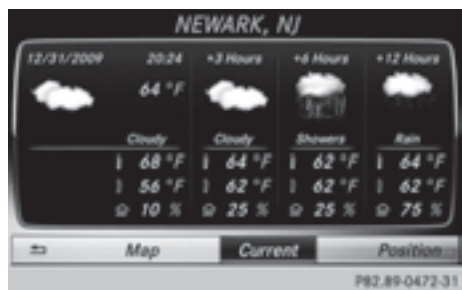 NEWARK, NJ
12/31/2009 20:24 +3 Hours +6 Hours +12 Hours
64 °F
Cloudy Cloudy Showers Rain
68 °F 64 °F 62 °F 64 °F
56 °F 62 °F 62 °F 62 °F
10 % 25 % 25 % 75 %
Map Current Position
P82.89-0472-31